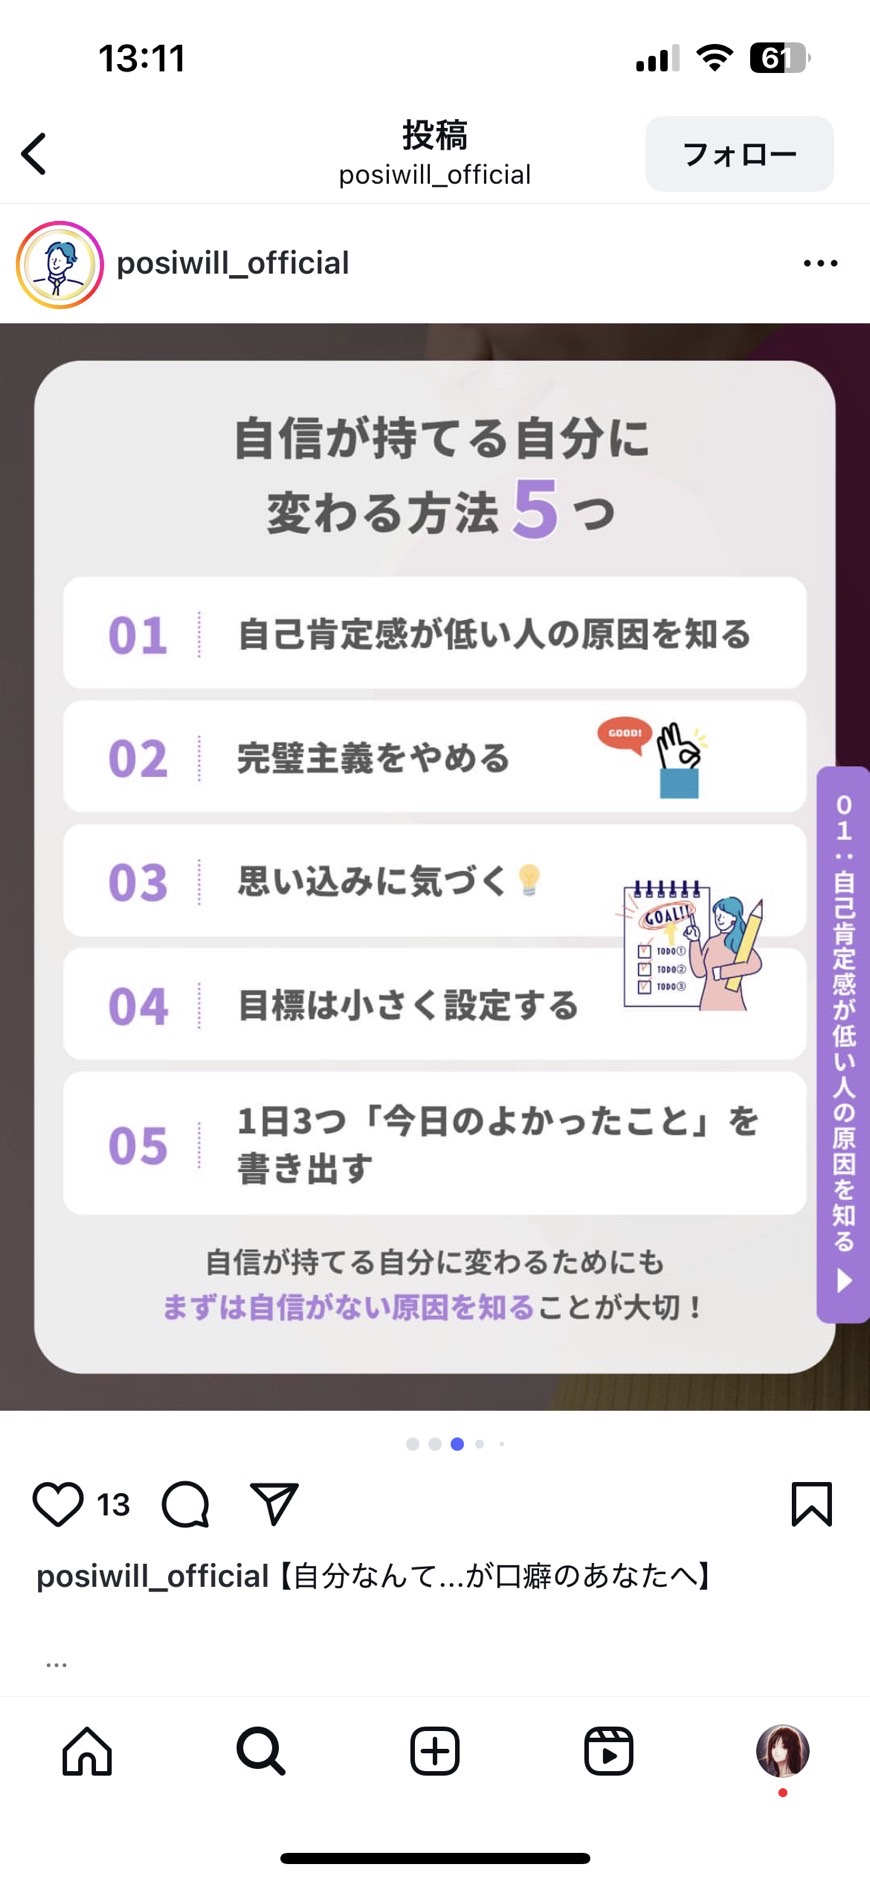 13:11
61
投稿
posiwill_official
フォロー
posiwill_official
自信が持てる自分に
変わる方法5つ
01 自己肯定感が低い人の原因を知る
02 完璧主義をやめる
GOOD!
03 思い込みに気づく
GOAL!!
TODO①
TODO②
TODO③
04 目標は小さく設定する
05 1日3つ「今日のよかったこと」を
書き出す
自信が持てる自分に変わるためにも
まずは自信がない原因を知ることが大切！
01：自己肯定感が低い人の原因を知る
13
posiwill_official【自分なんて...が口癖のあなたへ】
...